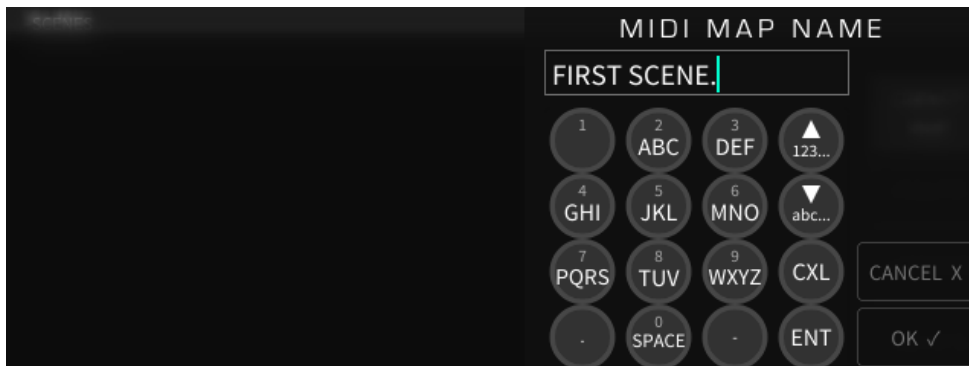 MIDI MAP NAME
FIRST SCENE.
1
2
ABC
3
DEF
▲
123...
4
GHI
5
JKL
6
MNO
▼
abc...
7
PQRS
8
TUV
9
WXYZ
CXL
CANCEL X
.
0
SPACE
-
ENT
OK ✓